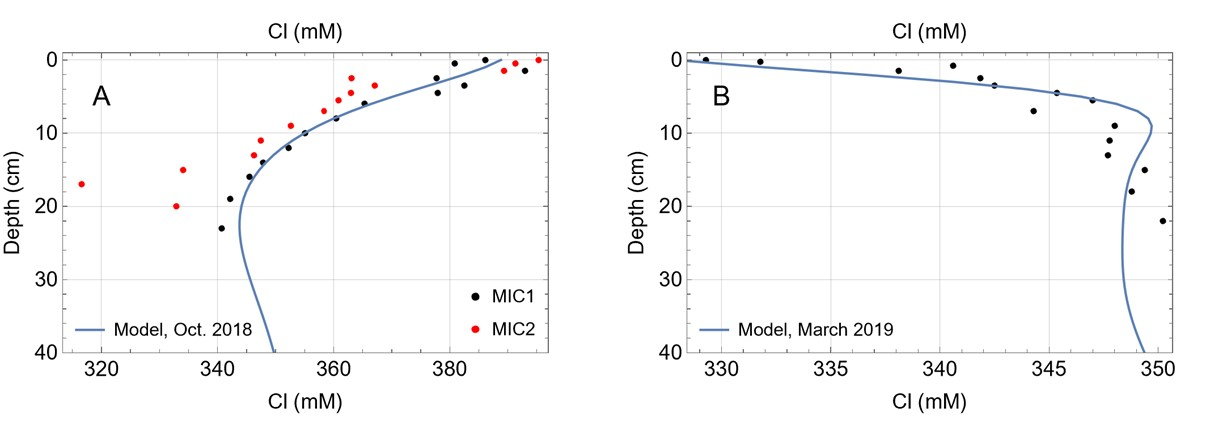 Cl (mM)
Cl (mM)
0
10
20
30
40
Depth (cm)
A
MIC1
MIC2
Model, Oct. 2018
320
340
360
380
Cl (mM)
0
10
20
30
40
Depth (cm)
B
Model, March 2019
330
335
340
345
350
Cl (mM)